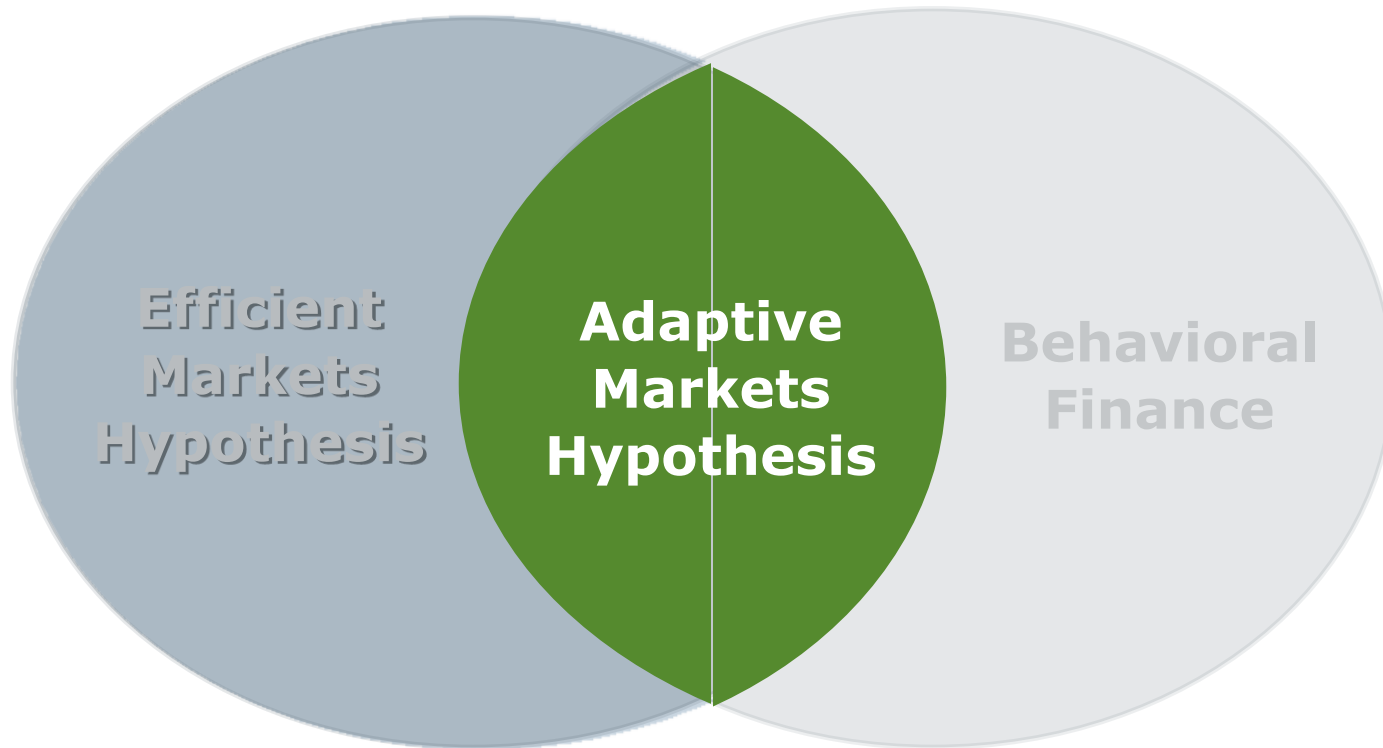 Efficient
Markets
Hypothesis
Adaptive
Markets
Hypothesis
Behavioral
Finance